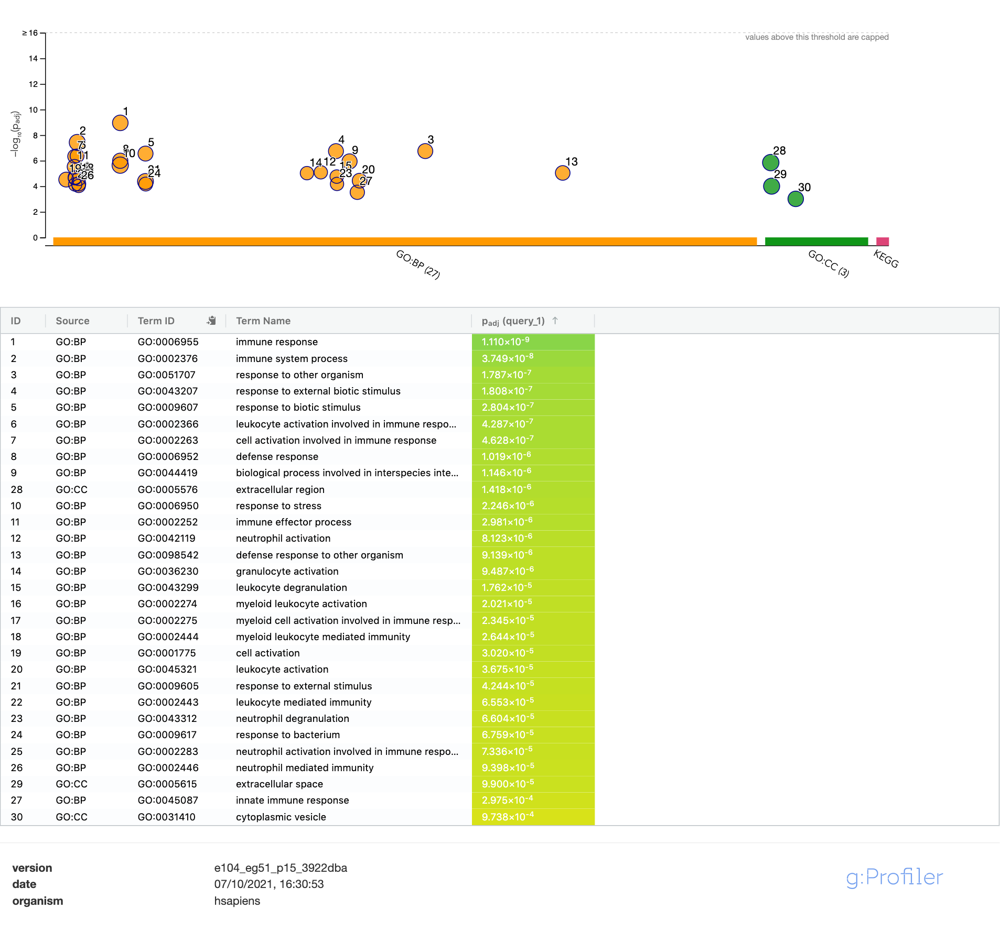 ≥ 16
values above this threshold are capped
14
12
10
8
6
4
2
0
–log₁₀(padj)
1
2
3
4
5
7
9
10
11
12
13
14
15
19
20
23
24
26
27
28
29
30
GO:BP (27)
GO:CC (3)
KEGG
ID Source Term ID Term Name padj (query_1) ↑
1 GO:BP GO:0006955 immune response 1.110×10⁻⁹
2 GO:BP GO:0002376 immune system process 3.749×10⁻⁸
3 GO:BP GO:0051707 response to other organism 1.787×10⁻⁷
4 GO:BP GO:0043207 response to external biotic stimulus 1.808×10⁻⁷
5 GO:BP GO:0009607 response to biotic stimulus 2.804×10⁻⁷
6 GO:BP GO:0002366 leukocyte activation involved in immune respo... 4.287×10⁻⁷
7 GO:BP GO:0002263 cell activation involved in immune response 4.628×10⁻⁷
8 GO:BP GO:0006952 defense response 1.019×10⁻⁶
9 GO:BP GO:0044419 biological process involved in interspecies inte... 1.146×10⁻⁶
28 GO:CC GO:0005576 extracellular region 1.418×10⁻⁶
10 GO:BP GO:0006950 response to stress 2.246×10⁻⁶
11 GO:BP GO:0002252 immune effector process 2.981×10⁻⁶
12 GO:BP GO:0042119 neutrophil activation 8.123×10⁻⁶
13 GO:BP GO:0098542 defense response to other organism 9.139×10⁻⁶
14 GO:BP GO:0036230 granulocyte activation 9.487×10⁻⁶
15 GO:BP GO:0043299 leukocyte degranulation 1.762×10⁻⁵
16 GO:BP GO:0002274 myeloid leukocyte activation 2.021×10⁻⁵
17 GO:BP GO:0002275 myeloid cell activation involved in immune resp... 2.345×10⁻⁵
18 GO:BP GO:0002444 myeloid leukocyte mediated immunity 2.644×10⁻⁵
19 GO:BP GO:0001775 cell activation 3.020×10⁻⁵
20 GO:BP GO:0045321 leukocyte activation 3.675×10⁻⁵
21 GO:BP GO:0009605 response to external stimulus 4.244×10⁻⁵
22 GO:BP GO:0002443 leukocyte mediated immunity 6.553×10⁻⁵
23 GO:BP GO:0043312 neutrophil degranulation 6.604×10⁻⁵
24 GO:BP GO:0009617 response to bacterium 6.759×10⁻⁵
25 GO:BP GO:0002283 neutrophil activation involved in immune respo... 7.336×10⁻⁵
26 GO:BP GO:0002446 neutrophil mediated immunity 9.398×10⁻⁵
29 GO:CC GO:0005615 extracellular space 9.900×10⁻⁵
27 GO:BP GO:0045087 innate immune response 2.975×10⁻⁴
30 GO:CC GO:0031410 cytoplasmic vesicle 9.738×10⁻⁴
version e104_eg51_p15_3922dba
date 07/10/2021, 16:30:53
organism hsapiens
g:Profiler